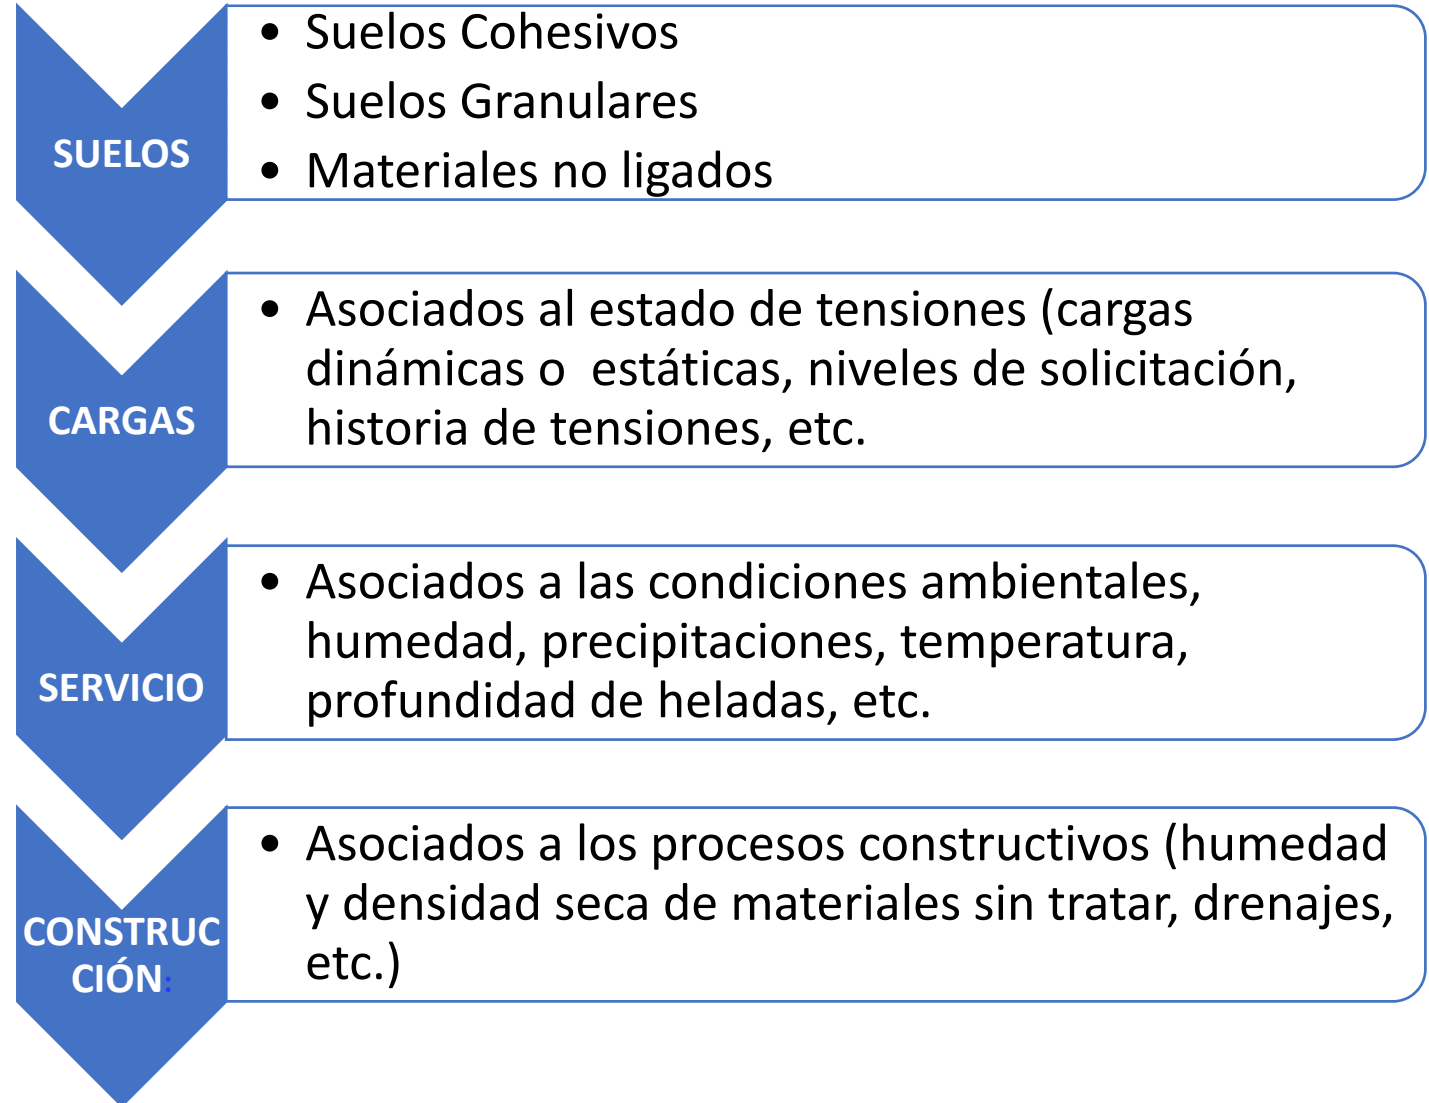 SUELOS
• Suelos Cohesivos
• Suelos Granulares
• Materiales no ligados
CARGAS
• Asociados al estado de tensiones (cargas
dinámicas o  estáticas, niveles de solicitación,
historia de tensiones, etc.
SERVICIO
• Asociados a las condiciones ambientales,
humedad, precipitaciones, temperatura,
profundidad de heladas, etc.
CONSTRUC
CIÓN:
• Asociados a los procesos constructivos (humedad
y densidad seca de materiales sin tratar, drenajes,
etc.)